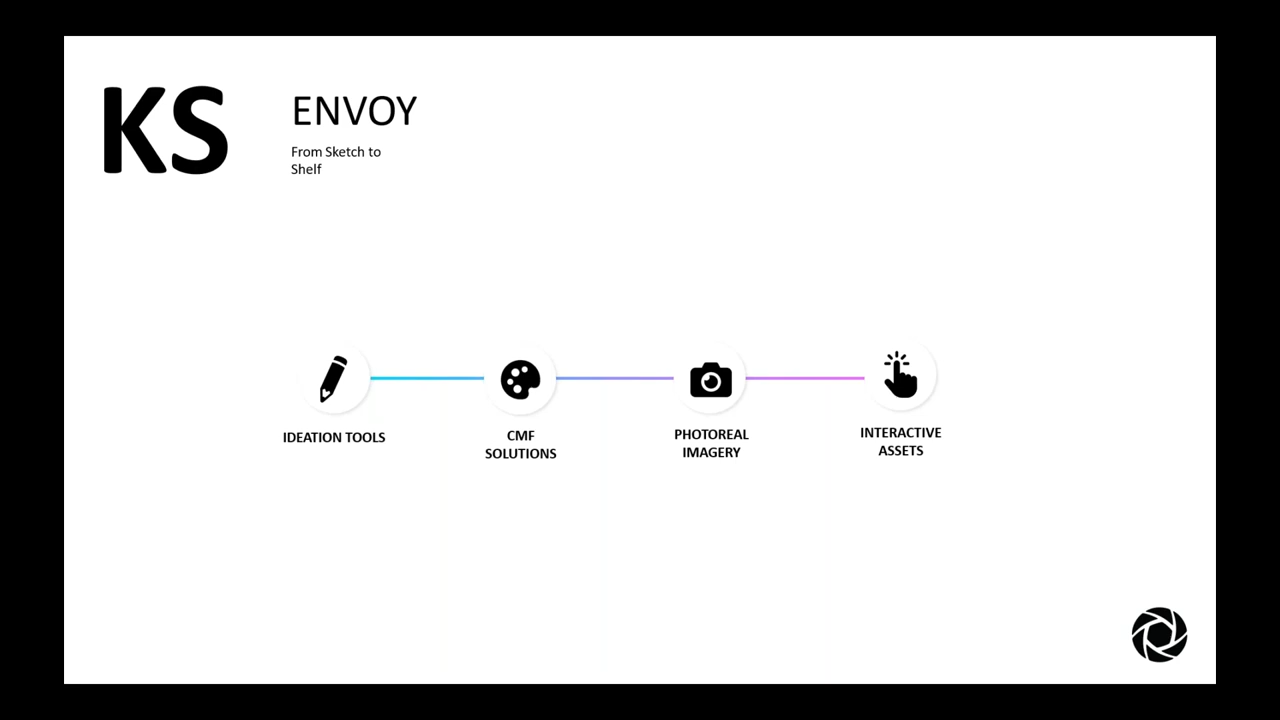 KS
ENVOY
From Sketch to
Shelf
IDEATION TOOLS
CMF
SOLUTIONS
PHOTOREAL
IMAGERY
INTERACTIVE
ASSETS